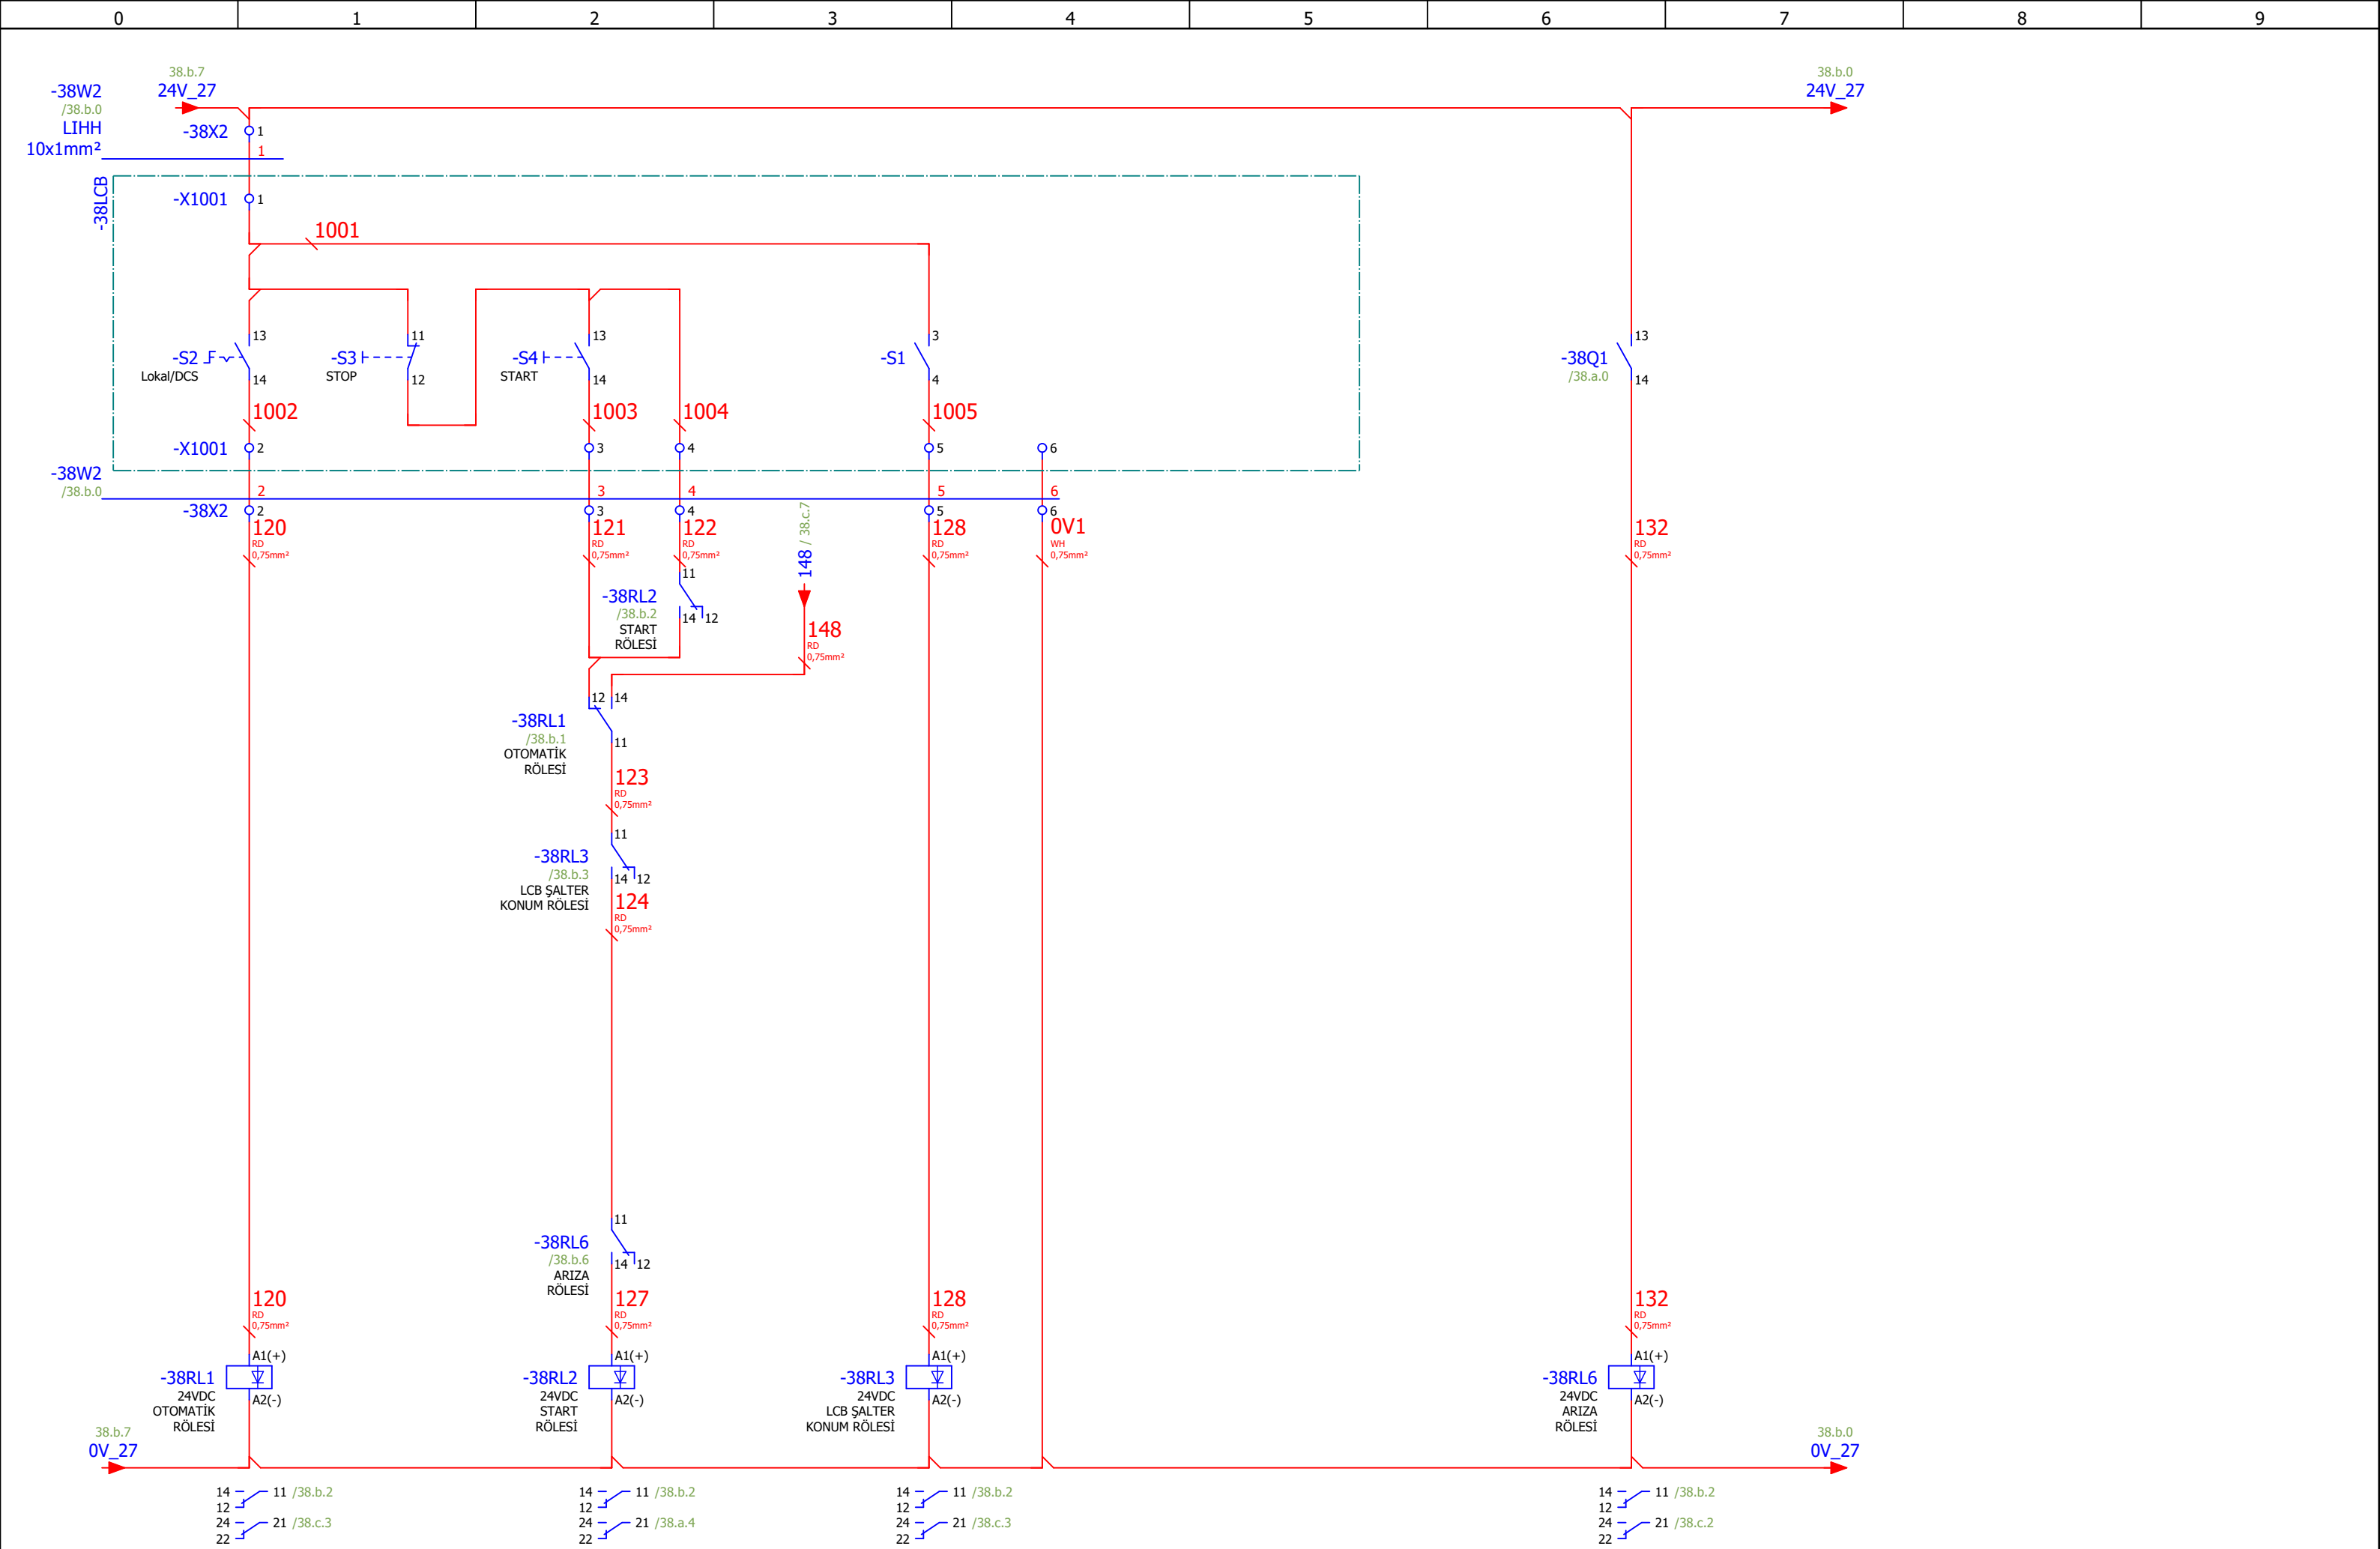 0 1 2 3 4 5 6 7 8 9
38.b.7
24V_27
38.b.0
24V_27
-38W2
/38.b.0
LIHH
10x1mm²
-38X2 1
1
-38LCB
-X1001 1
1001
-S2
Lokal/DCS
13
14
-S3
STOP
11
12
-S4
START
13
14
-S1
3
4
-38Q1
/38.a.0
13
14
1002 1003 1004 1005
-X1001 2 3 4 5 6
-38W2
/38.b.0
2 3 4 5 6
-38X2 2 3 4 5 6
120
RD
0,75mm²
121
RD
0,75mm²
122
RD
0,75mm²
148 / 38.c.7
128
RD
0,75mm²
0V1
WH
0,75mm²
132
RD
0,75mm²
-38RL2
/38.b.2
START
RÖLESİ
11
14 12
148
RD
0,75mm²
12 14
-38RL1
/38.b.1
OTOMATİK
RÖLESİ
11
123
RD
0,75mm²
11
-38RL3
/38.b.3
LCB ŞALTER
KONUM RÖLESİ
14 12
124
RD
0,75mm²
11
-38RL6
/38.b.6
ARIZA
RÖLESİ
14 12
120
RD
0,75mm²
127
RD
0,75mm²
128
RD
0,75mm²
132
RD
0,75mm²
A1(+)
-38RL1
24VDC
OTOMATİK
RÖLESİ
A2(-)
A1(+)
-38RL2
24VDC
START
RÖLESİ
A2(-)
A1(+)
-38RL3
24VDC
LCB ŞALTER
KONUM RÖLESİ
A2(-)
A1(+)
-38RL6
24VDC
ARIZA
RÖLESİ
A2(-)
38.b.7
0V_27
38.b.0
0V_27
14 11 /38.b.2
12
24 21 /38.c.3
22
14 11 /38.b.2
12
24 21 /38.a.4
22
14 11 /38.b.2
12
24 21 /38.c.3
22
14 11 /38.b.2
12
24 21 /38.c.2
22